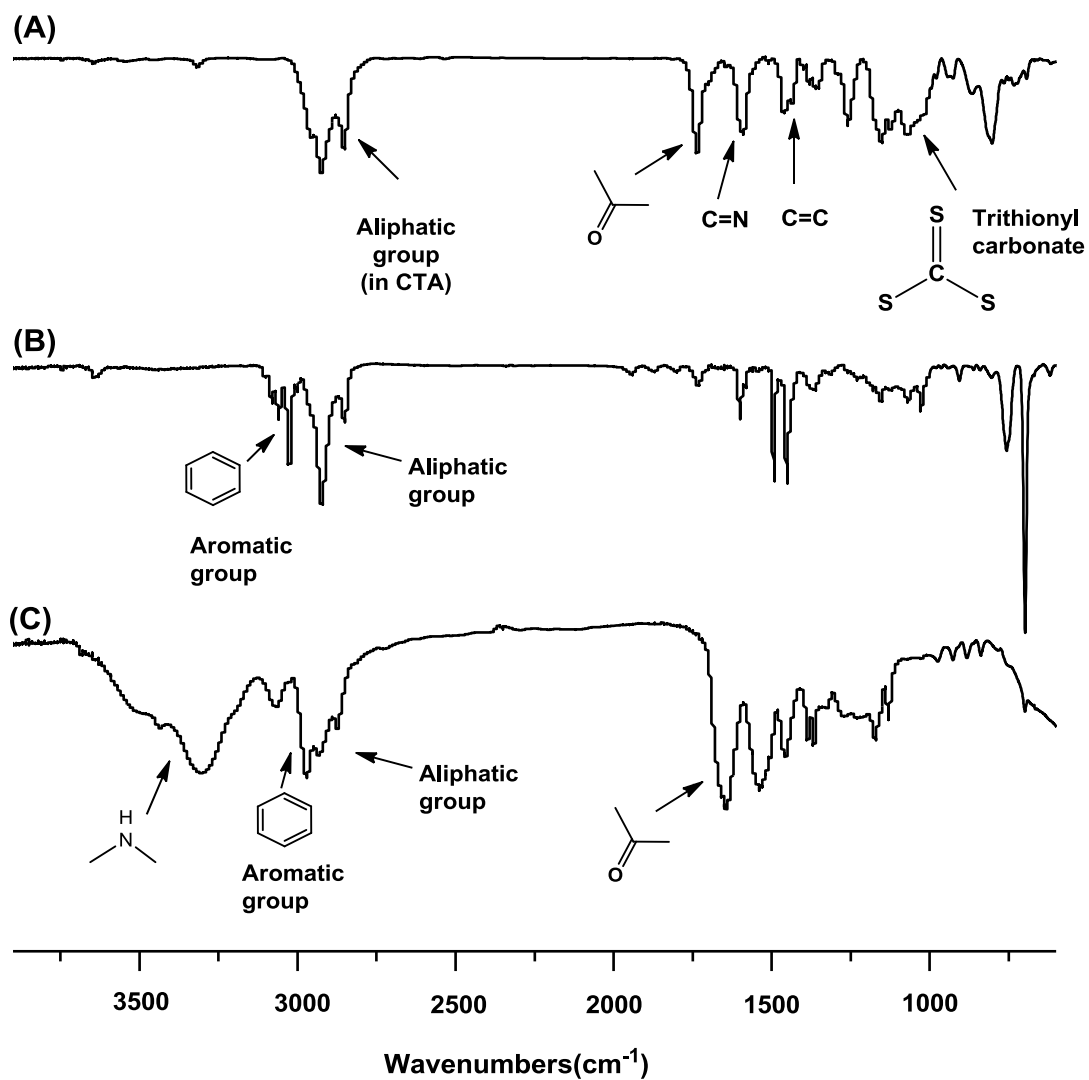 (A)
Aliphatic
group
(in CTA)
O
C=N
C=C
S
C
S
S
Trithionyl
carbonate
(B)
Aromatic
group
Aliphatic
group
(C)
H
N
Aromatic
group
Aliphatic
group
O
3500
3000
2500
2000
1500
1000
Wavenumbers(cm⁻¹)